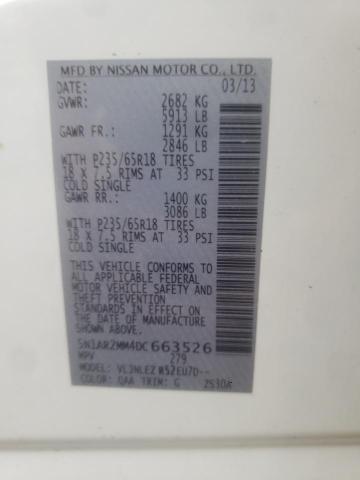 MFD BY NISSAN MOTOR CO., LTD.
DATE: 03/13
GVWR: 2682 KG
5913 LB
GAWR FR.: 1291 KG
2846 LB
WITH P235/65R18 TIRES
18 X 7.5 RIMS AT 33 PSI
COLD SINGLE
GAWR RR.: 1400 KG
3086 LB
WITH P235/65R18 TIRES
18 X 7.5 RIMS AT 33 PSI
COLD SINGLE
THIS VEHICLE CONFORMS TO
ALL APPLICABLE FEDERAL
MOTOR VEHICLE SAFETY AND
THEFT PREVENTION
STANDARDS IN EFFECT ON
THE DATE OF MANUFACTURE
SHOWN ABOVE.
5N1AR2MM4DC663526
MPV 279
MODEL:
COLOR: QAA TRIM: G